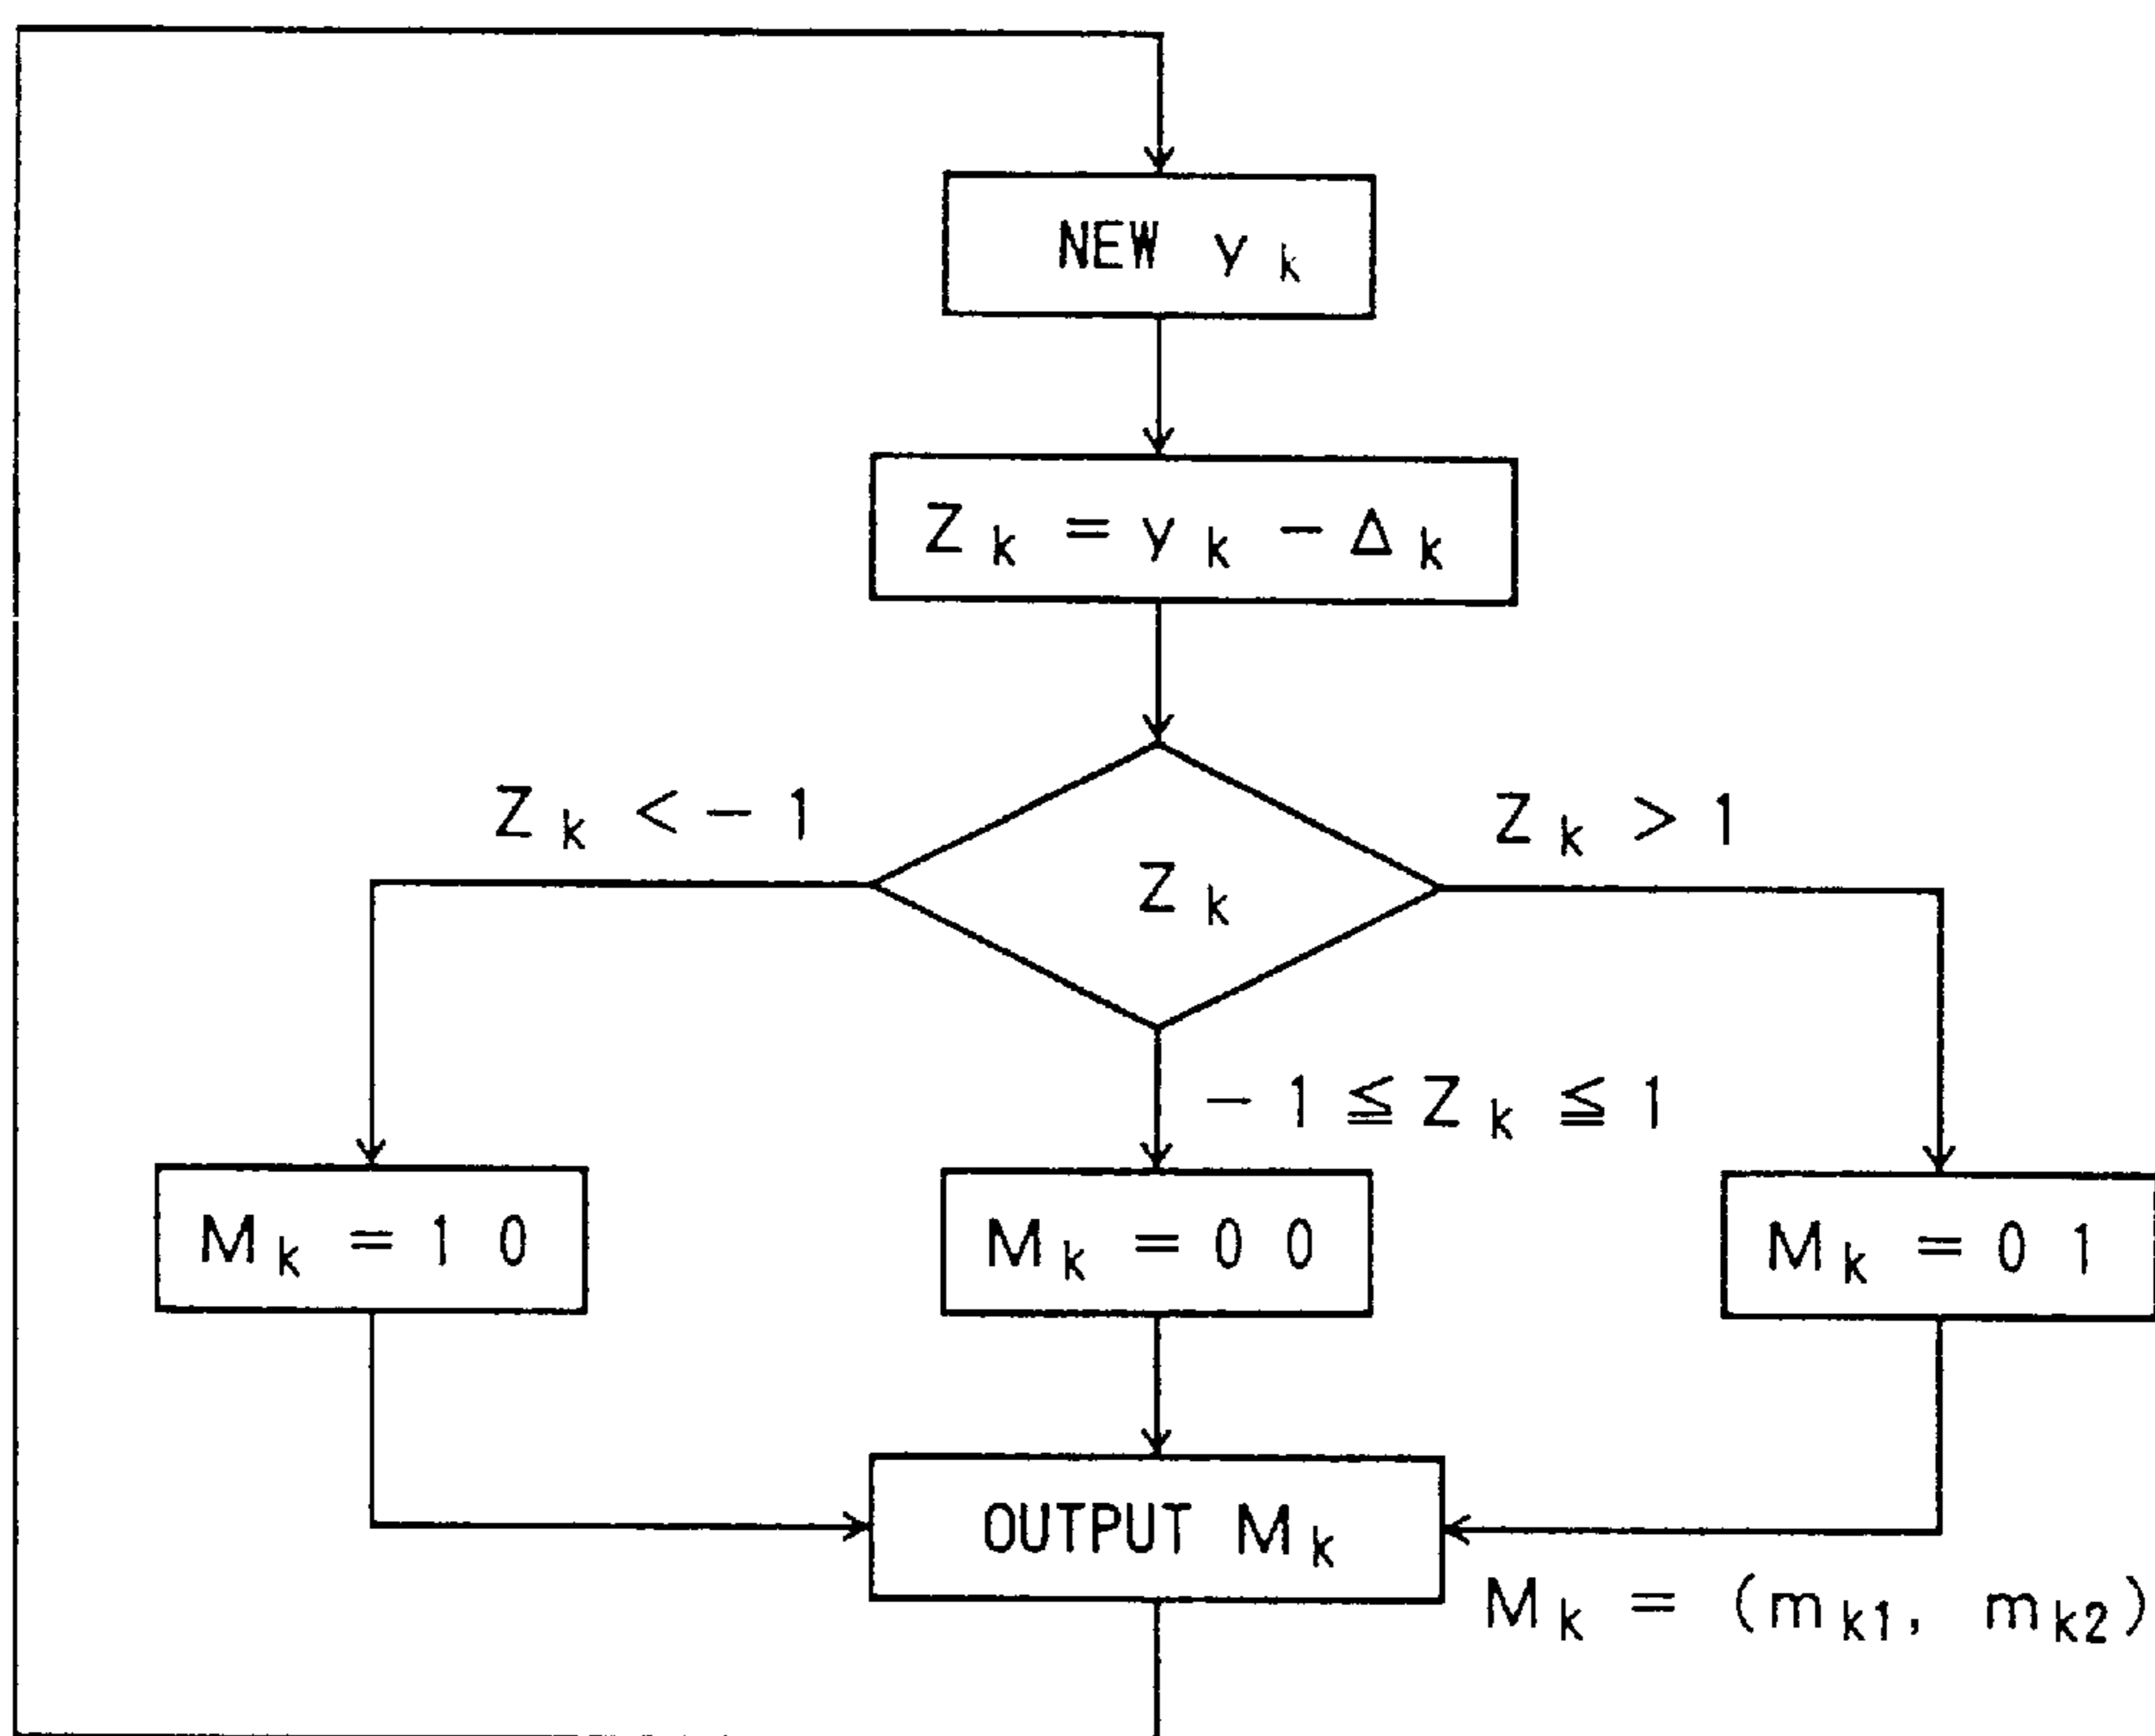 NEW y k
Z k = y k − Δ k
Z k < − 1
Z k > 1
Z k
− 1 ≦ Z k ≦ 1
M k = 1 0
M k = 0 0
M k = 0 1
OUTPUT M k
M k = (m k1, m k2)